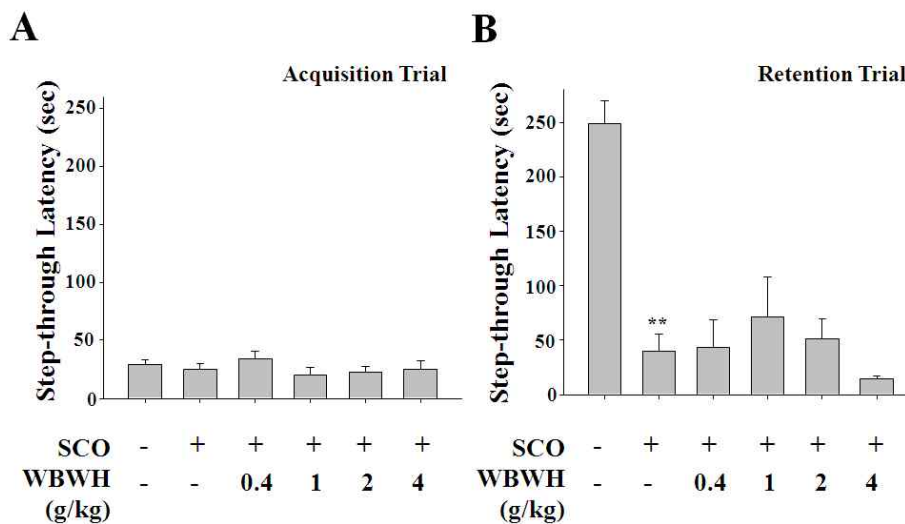 A
Acquisition Trial
Step-through Latency (sec)
250
200
150
100
50
0
SCO - + + + + +
WBWH - - 0.4 1 2 4
(g/kg)
B
Retention Trial
Step-through Latency (sec)
250
200
150
100
50
0
**
SCO - + + + + +
WBWH - - 0.4 1 2 4
(g/kg)